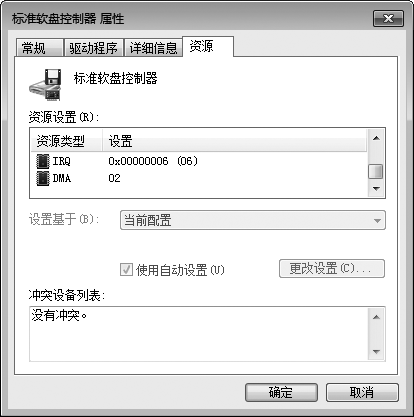 标准软盘控制器 属性
常规 驱动程序 详细信息 资源
标准软盘控制器
资源设置(R):
资源类型 设置
IRQ 0x00000006 (06)
DMA 02
设置基于(B): 当前配置
使用自动设置(U) 更改设置(C)...
冲突设备列表:
没有冲突。
确定 取消